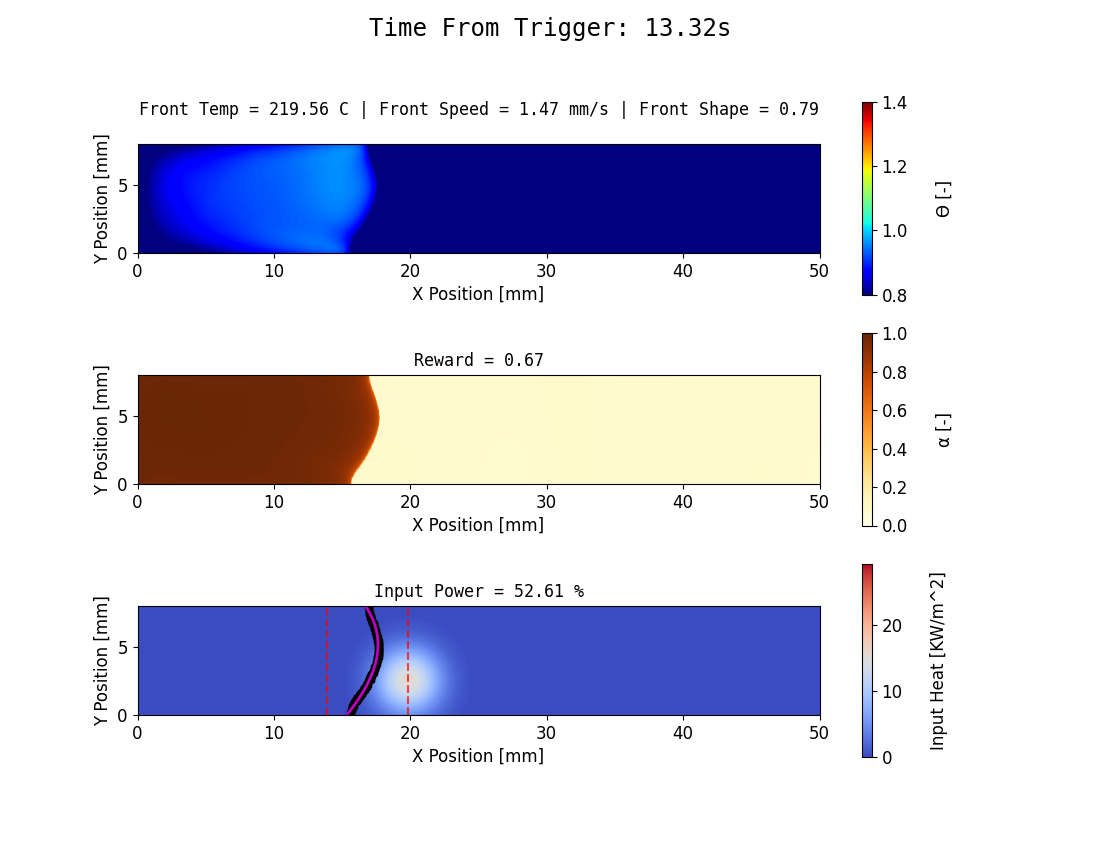 Time From Trigger: 13.32s
Front Temp = 219.56 C | Front Speed = 1.47 mm/s | Front Shape = 0.79
Y Position [mm]
5
0
0 10 20 30 40 50
X Position [mm]
1.4
1.2
1.0
0.8
Θ [-]
Reward = 0.67
Y Position [mm]
5
0
0 10 20 30 40 50
X Position [mm]
1.0
0.8
0.6
0.4
0.2
0.0
α [-]
Input Power = 52.61 %
Y Position [mm]
5
0
0 10 20 30 40 50
X Position [mm]
20
10
0
Input Heat [KW/m^2]